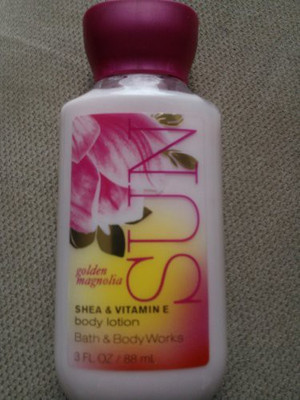 SUN
golden
magnolia
SHEA & VITAMIN E
body lotion
Bath & Body Works
3 FL OZ / 88 mL